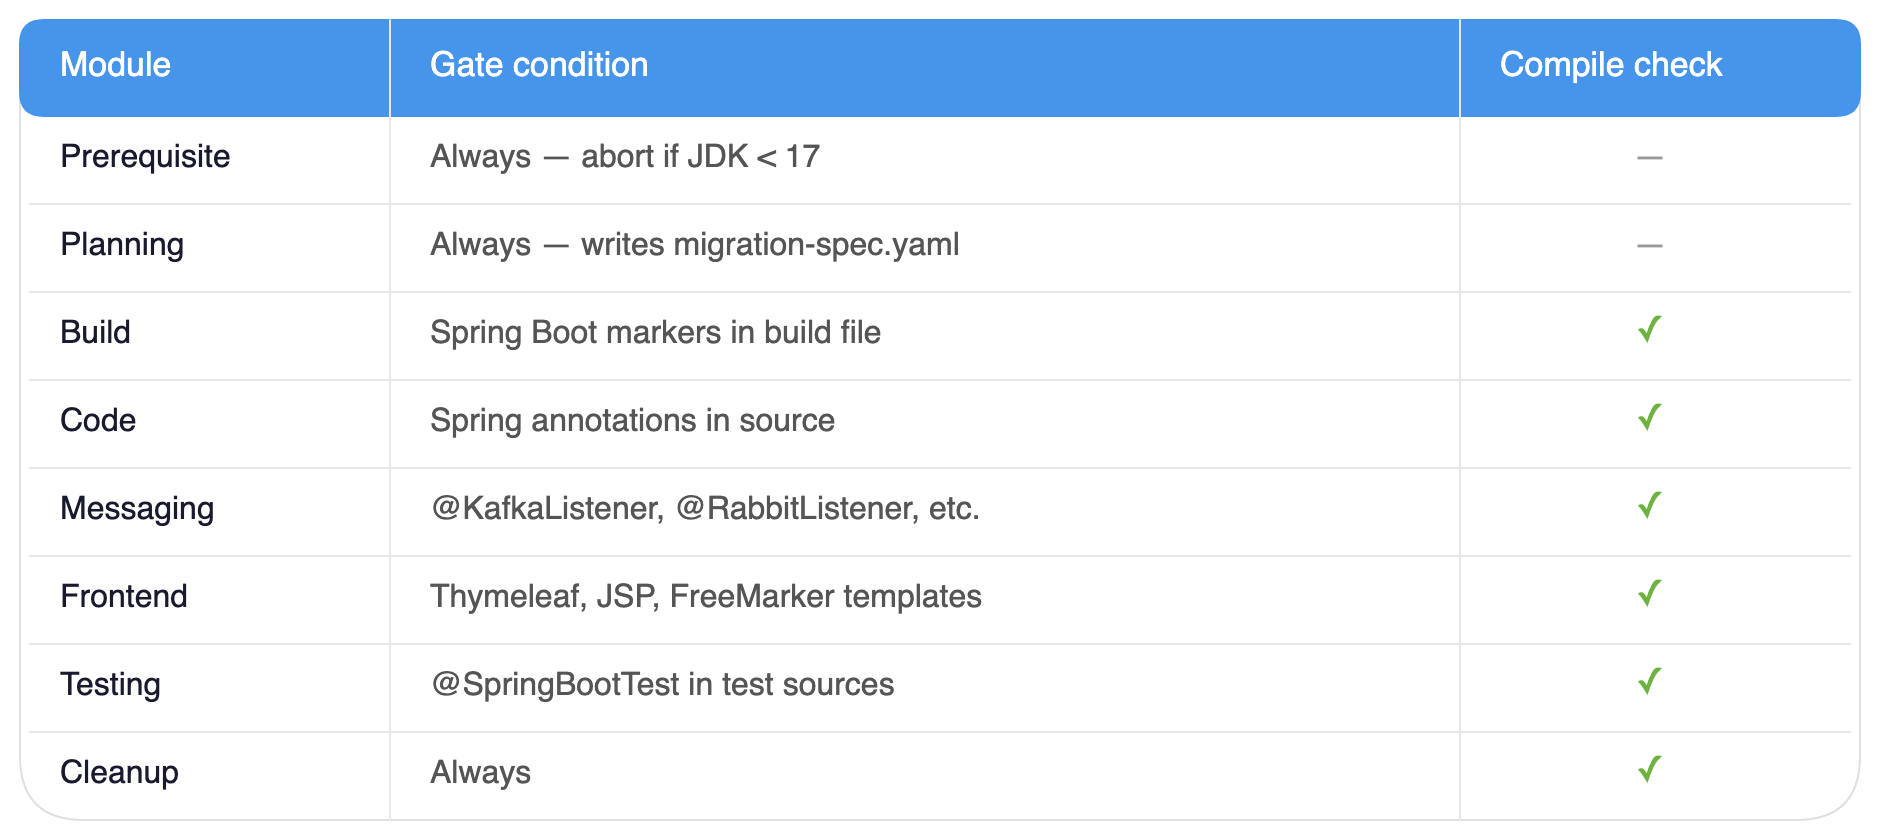 Module Gate condition Compile check
Prerequisite Always — abort if JDK < 17 —
Planning Always — writes migration-spec.yaml —
Build Spring Boot markers in build file ✓
Code Spring annotations in source ✓
Messaging @KafkaListener, @RabbitListener, etc. ✓
Frontend Thymeleaf, JSP, FreeMarker templates ✓
Testing @SpringBootTest in test sources ✓
Cleanup Always ✓